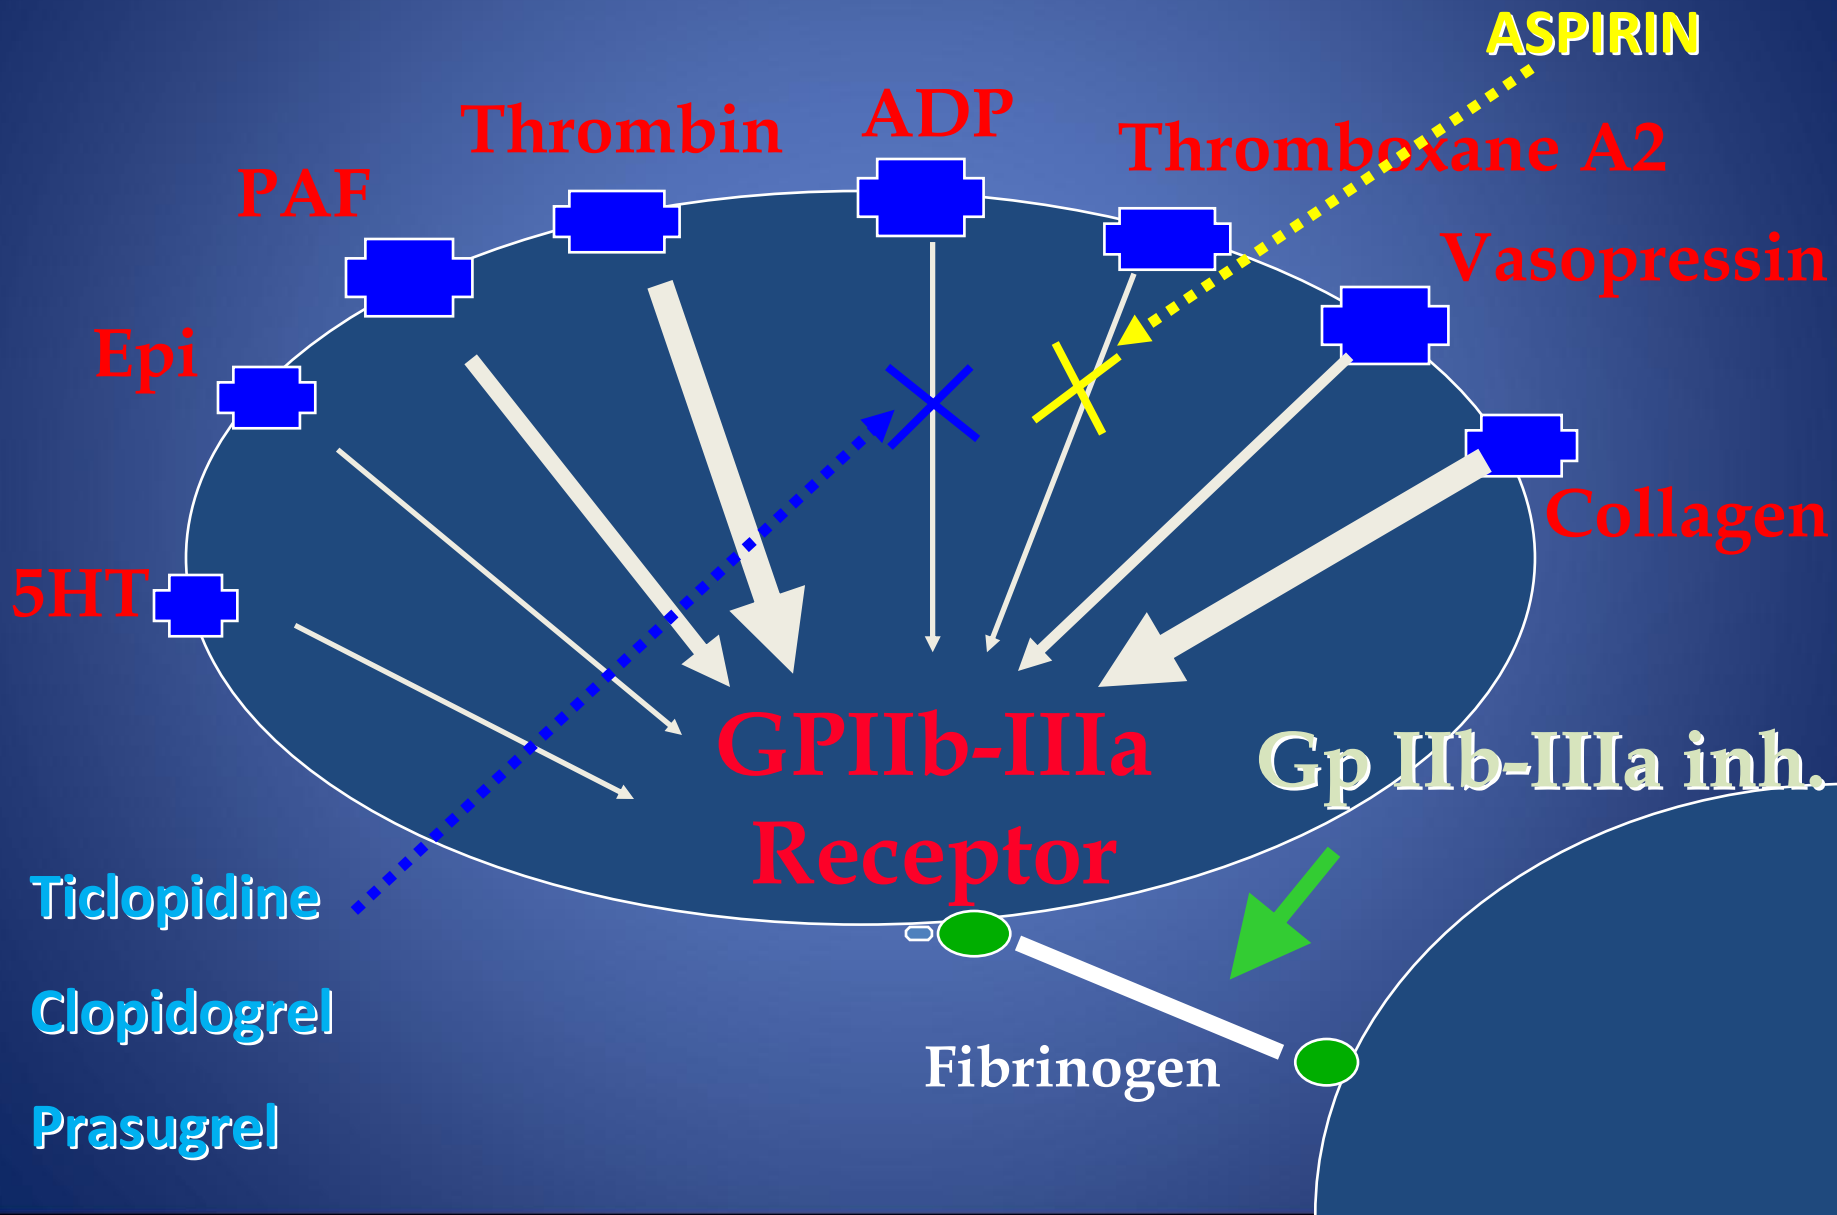 ASPIRIN
ADP
Thrombin
Thromboxane A2
PAF
Vasopressin
Epi
Collagen
5HT
GPIIb-IIIa
Receptor
Gp IIb-IIIa inh.
Ticlopidine
Clopidogrel
Fibrinogen
Prasugrel